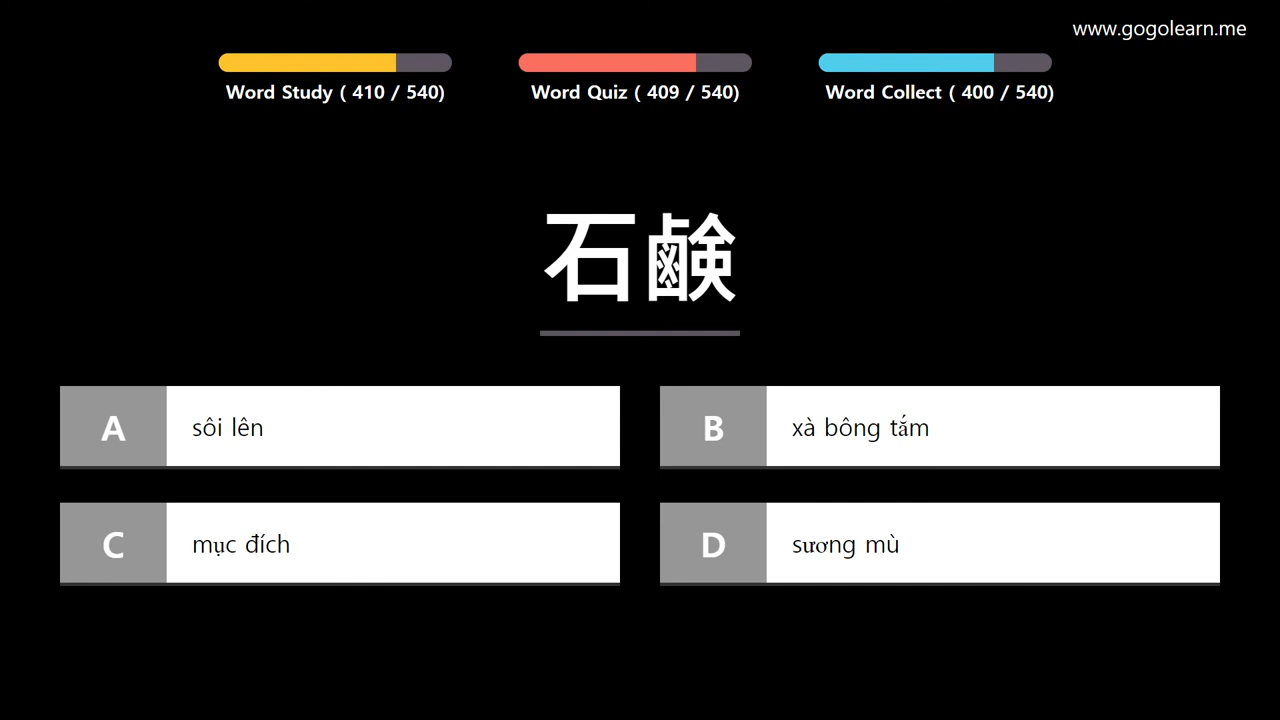 www.gogolearn.me
Word Study ( 410 / 540)
Word Quiz ( 409 / 540)
Word Collect ( 400 / 540)
石鹸
A sôi lên
B xà bông tắm
C mục đích
D sương mù